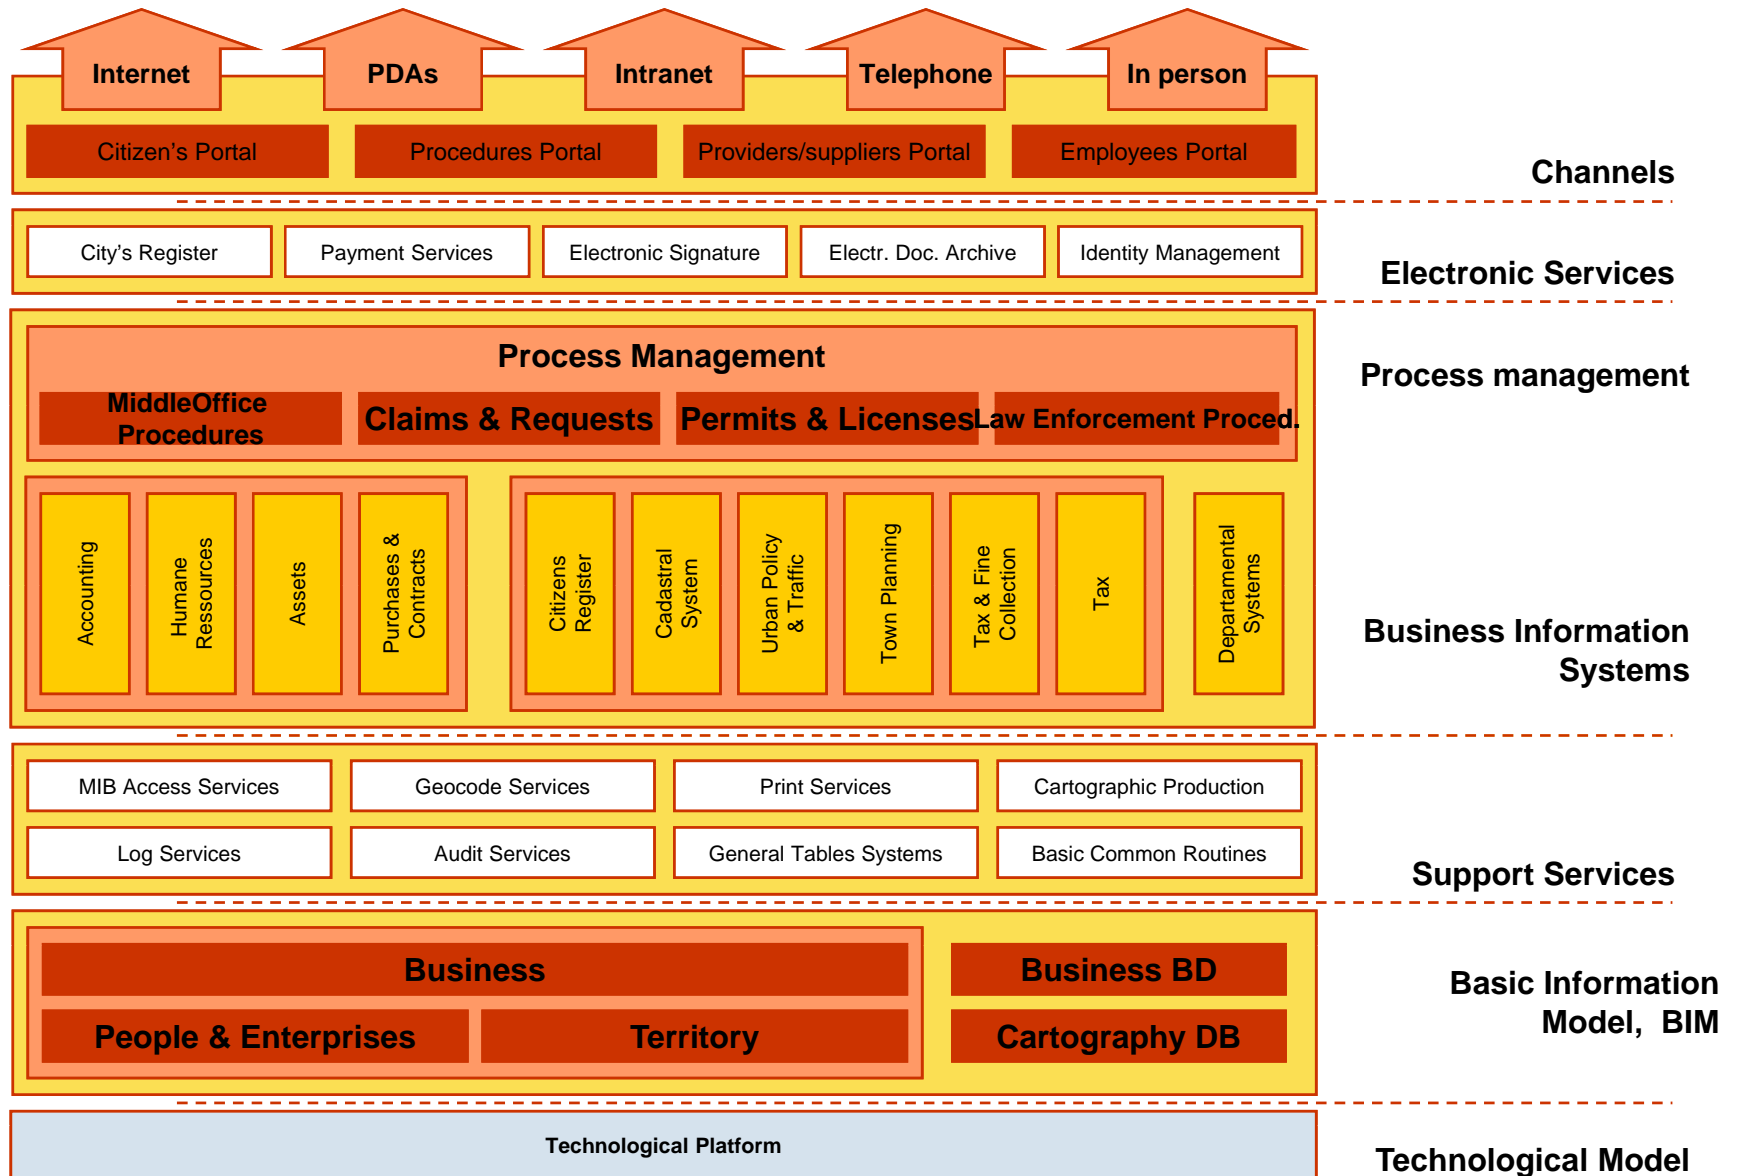 Internet
PDAs
Intranet
Telephone
In person
Citizen's Portal
Procedures Portal
Providers/suppliers Portal
Employees Portal
Channels
City's Register
Payment Services
Electronic Signature
Electr. Doc. Archive
Identity Management
Electronic Services
Process Management
Process management
MiddleOffice
Procedures
Claims & Requests
Permits & Licenses
Law Enforcement Proced.
Accounting
Humane
Ressources
Assets
Purchases &
Contracts
Citizens
Register
Cadastral
System
Urban Policy
& Traffic
Town Planning
Tax & Fine
Collection
Tax
Departamental
Systems
Business Information
Systems
MIB Access Services
Geocode Services
Print Services
Cartographic Production
Log Services
Audit Services
General Tables Systems
Basic Common Routines
Support Services
Business
Business BD
People & Enterprises
Territory
Cartography DB
Basic Information
Model, BIM
Technological Platform
Technological Model